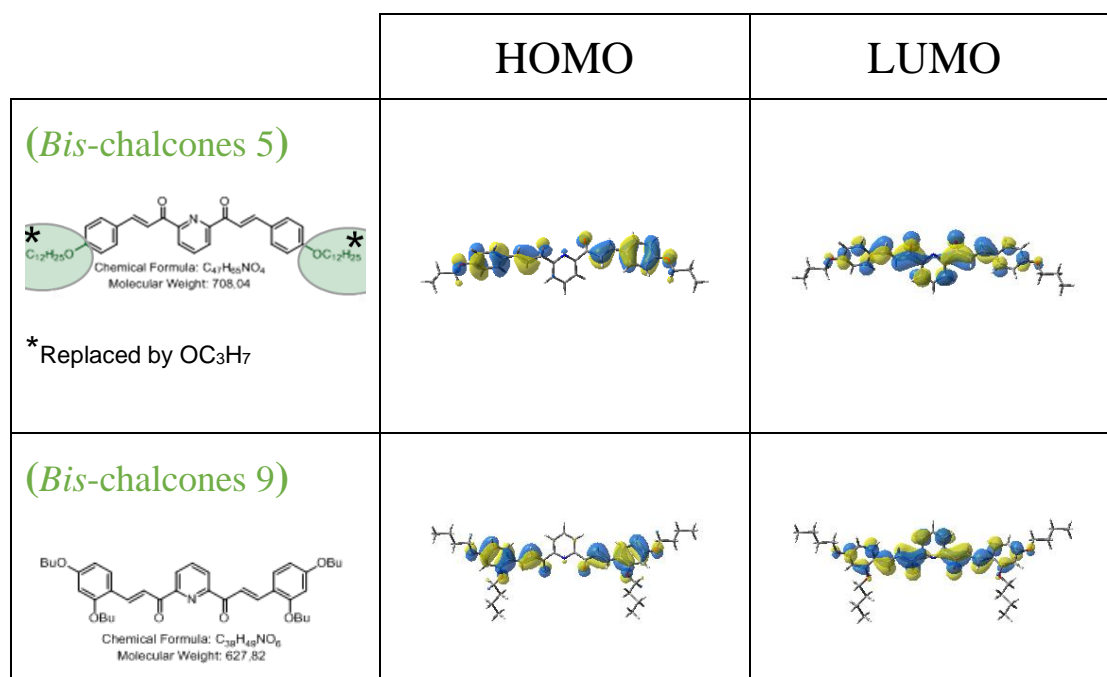 HOMO
LUMO
(Bis-chalcones 5)
O
O
N
*
*
C₁₂H₂₅O
OC₁₂H₂₅
Chemical Formula: C₄₇H₆₅NO₄
Molecular Weight: 708,04
*Replaced by OC₃H₇
(Bis-chalcones 9)
BuO
OBu
N
OBu
O
O
OBu
Chemical Formula: C₃₉H₄₉NO₆
Molecular Weight: 627,82